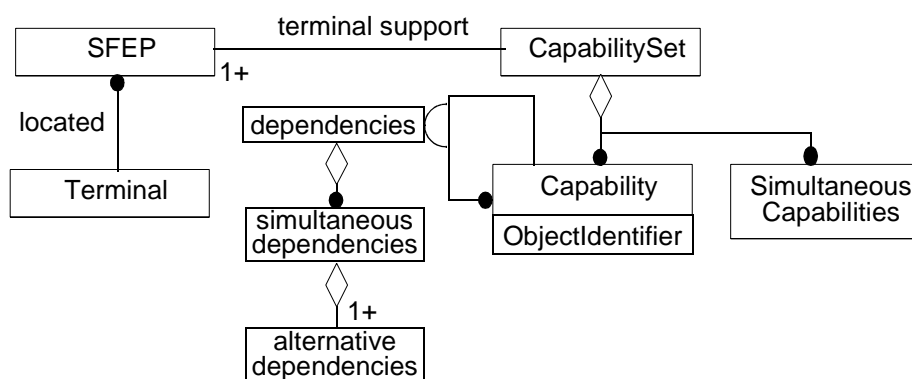 terminal support
SFEP
CapabilitySet
1+
located
dependencies
Terminal
Capability
Simultaneous
Capabilities
simultaneous
dependencies
ObjectIdentifier
1+
alternative
dependencies